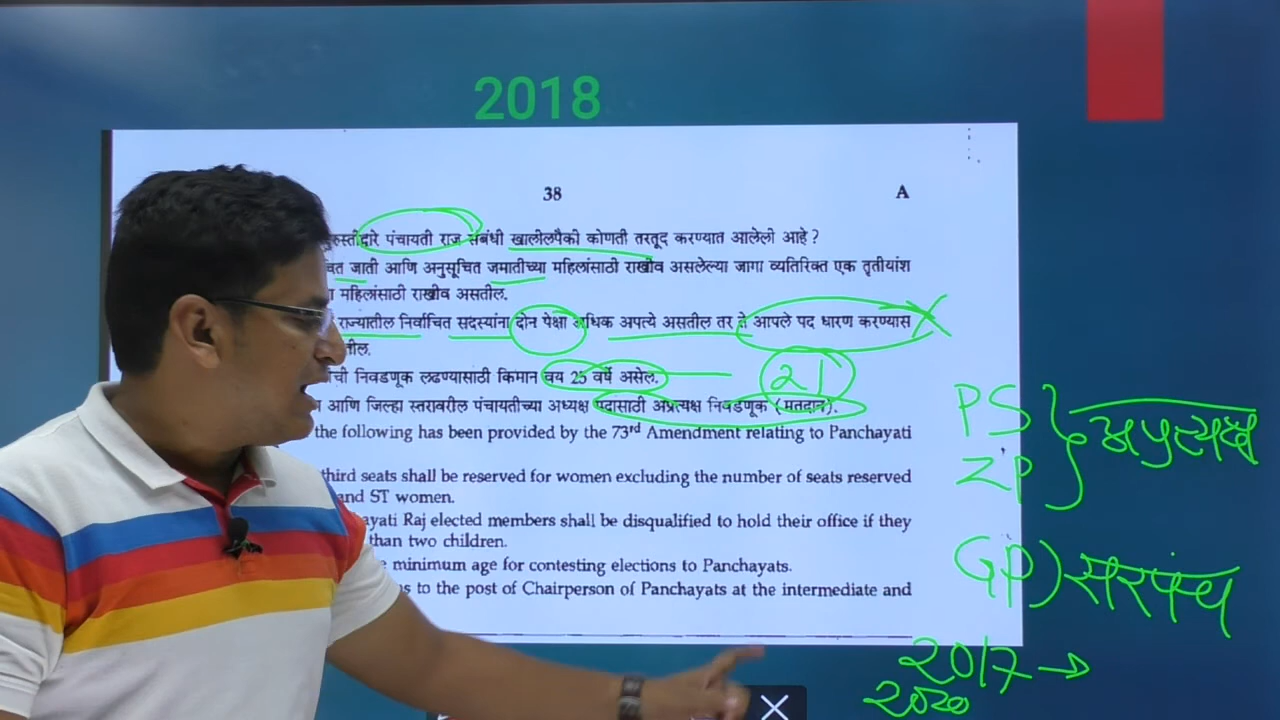 2018
38 A
द्वारे पंचायती राज संबंधी खालीलपैकी कोणती तरतूद करण्यात आलेली आहे ?
जाती आणि अनुसूचित जमातीच्या महिलांसाठी राखीव असलेल्या जागा व्यतिरिक्त एक तृतीयांश
महिलांसाठी राखीव असतील.
राज्यातील निर्वाचित सदस्यांना दोन पेक्षा अधिक अपत्ये असतील तर ते आपले पद धारण करण्यास
निवडणूक लढण्यासाठी किमान वय 25 वर्षे असेल. 21
आणि जिल्हा स्तरावरील पंचायतीच्या अध्यक्ष पदासाठी अप्रत्यक्ष निवडणूक (मतदान).
the following has been provided by the 73rd Amendment relating to Panchayati
third seats shall be reserved for women excluding the number of seats reserved
and ST women.
Raj elected members shall be disqualified to hold their office if they
than two children.
minimum age for contesting elections to Panchayats.
to the post of Chairperson of Panchayats at the intermediate and
PS
ZP } अप्रत्यक्ष
GP) सरपंच
2017 →
2020